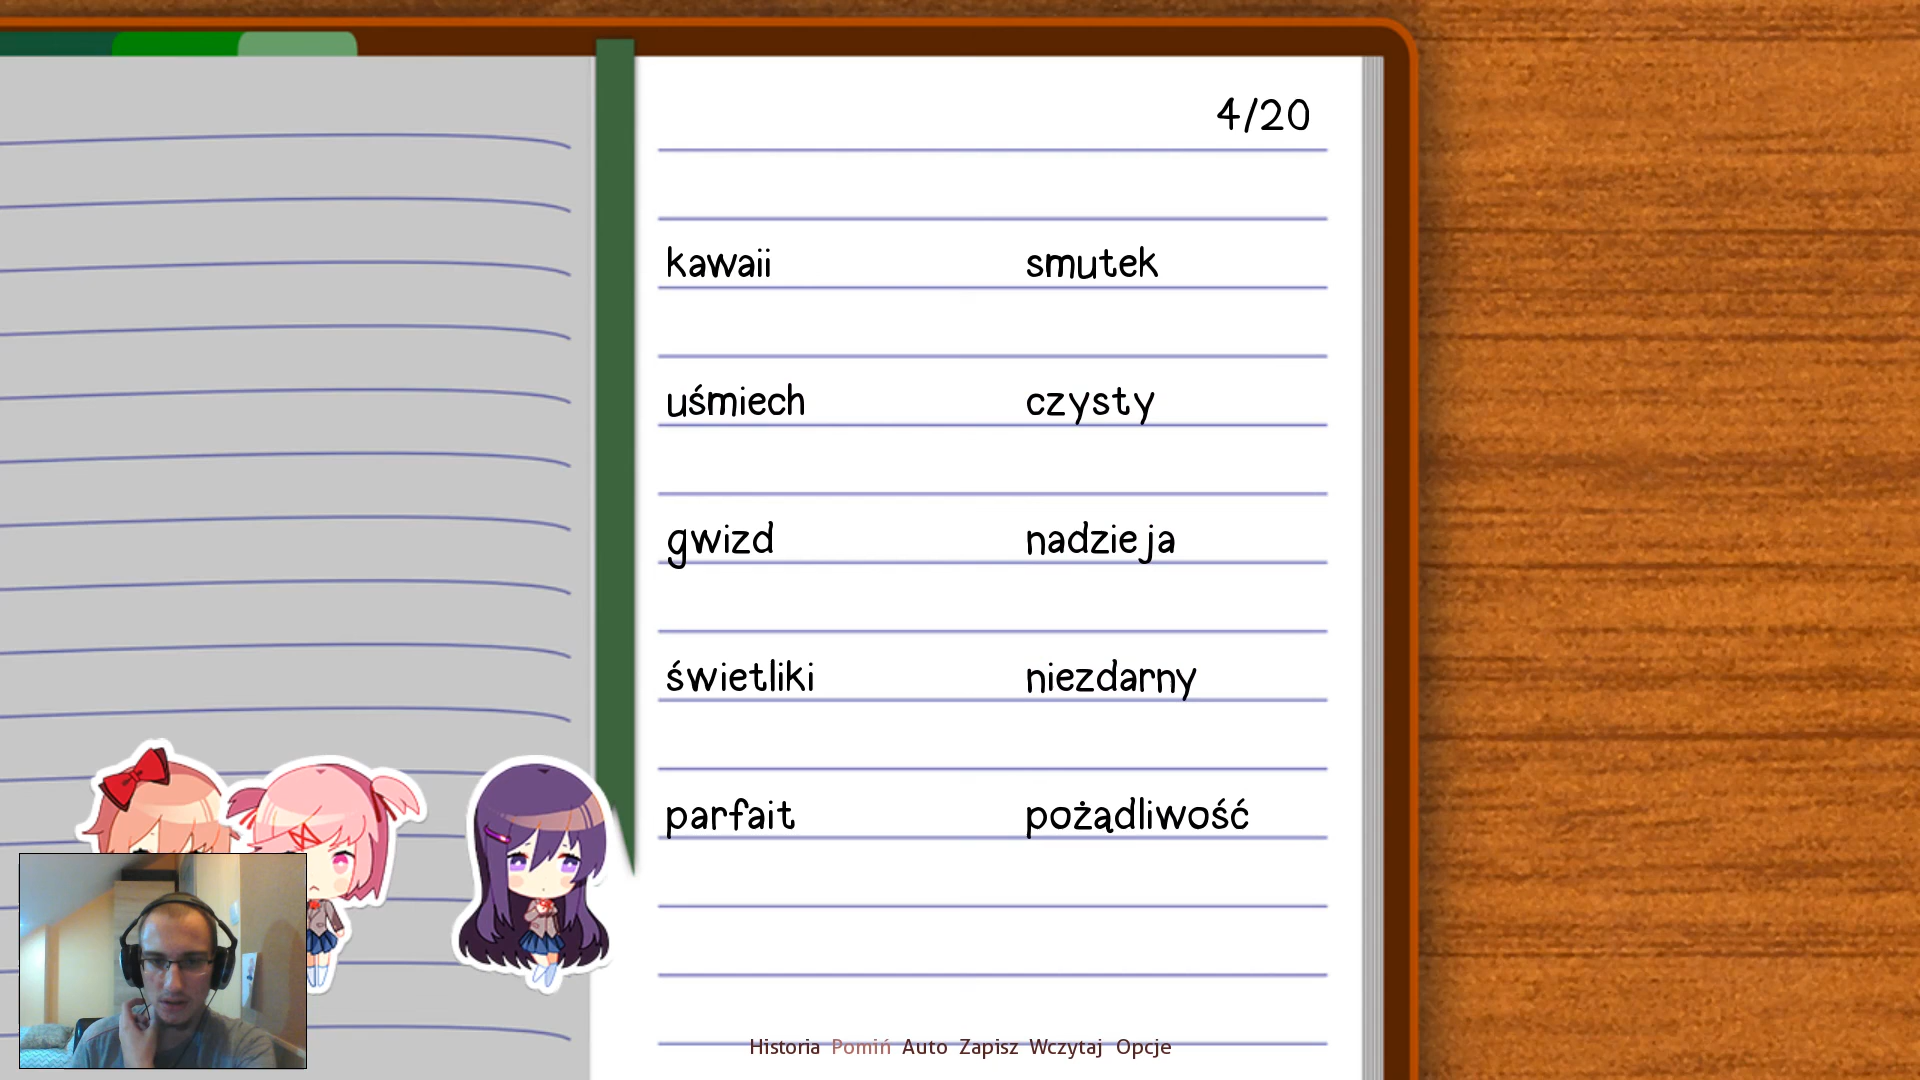 4/20
kawaii smutek
uśmiech czysty
gwizd nadzieja
świetliki niezdarny
parfait pożądliwość
Historia Pomiń Auto Zapisz Wczytaj Opcje